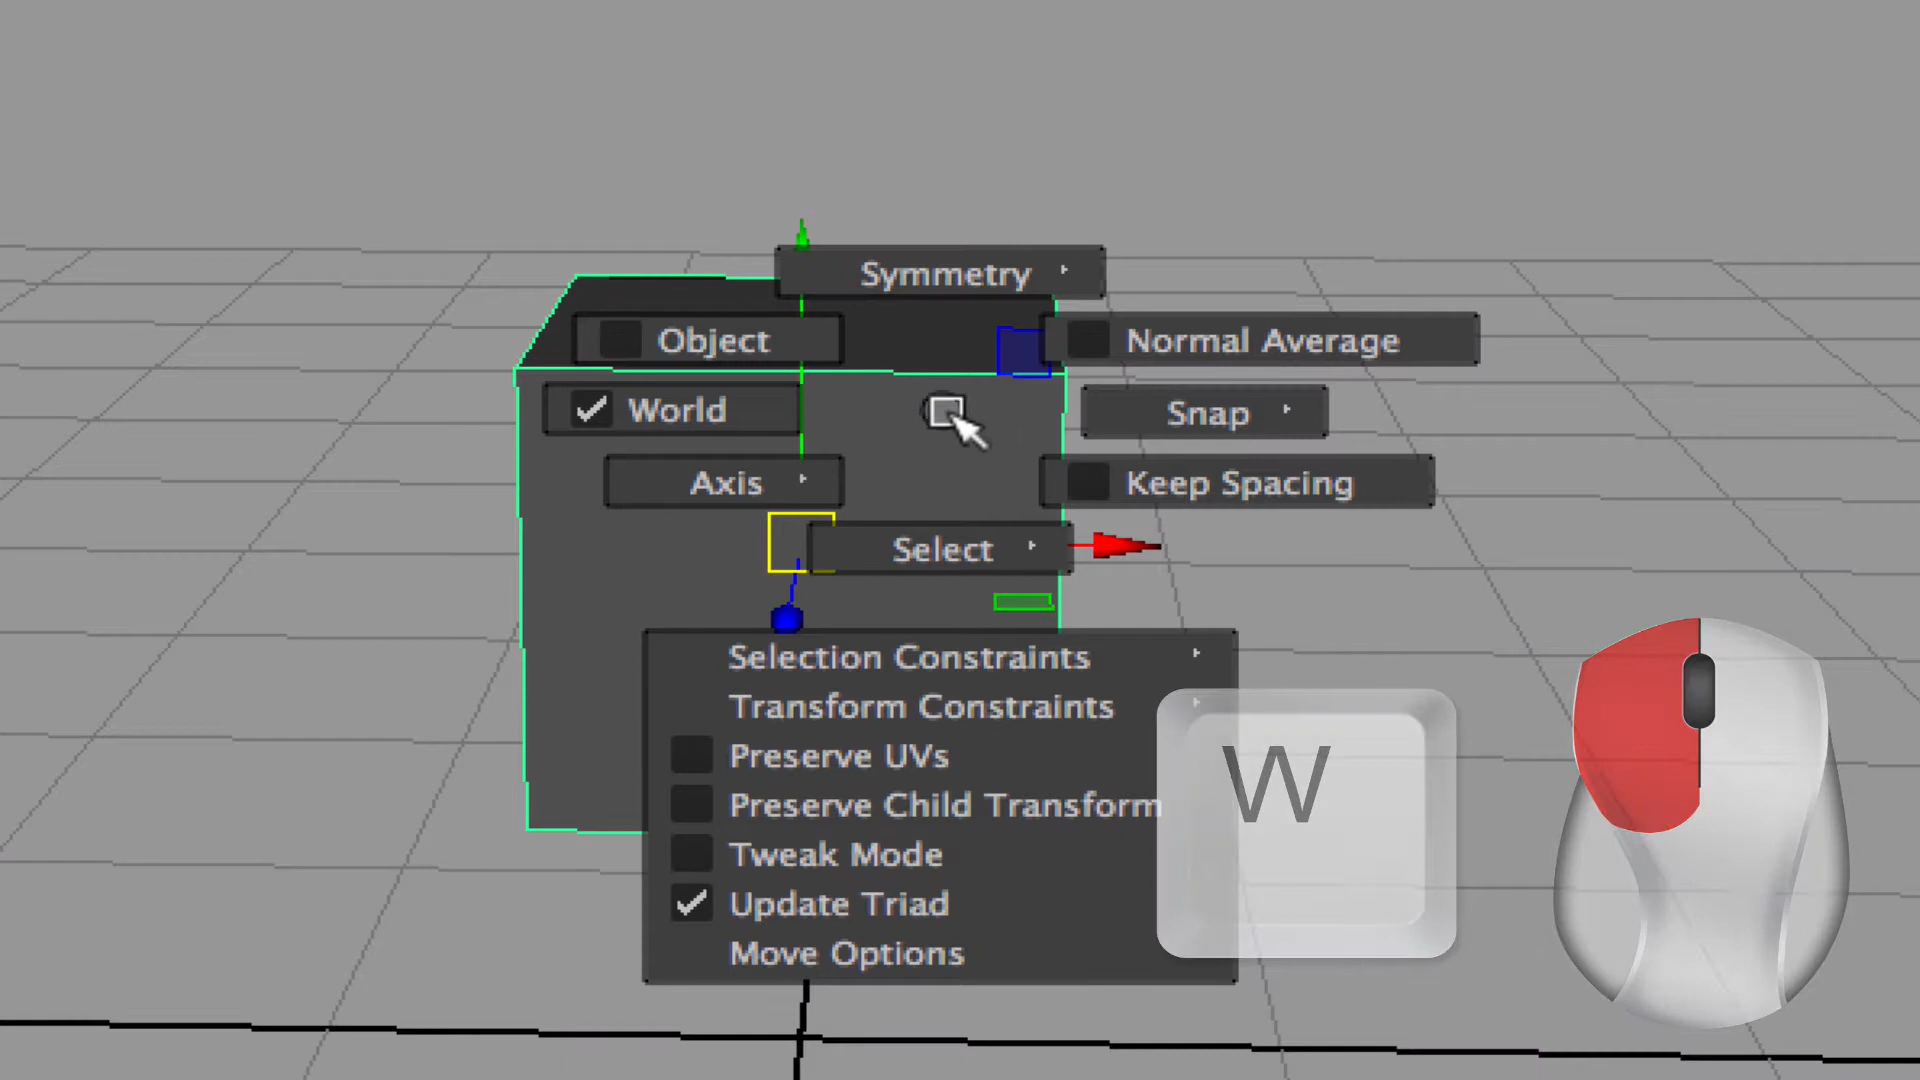 Symmetry
Object
Normal Average
World
Snap
Axis
Keep Spacing
Select
Selection Constraints
Transform Constraints
Preserve UVs
Preserve Child Transform
Tweak Mode
Update Triad
Move Options
W